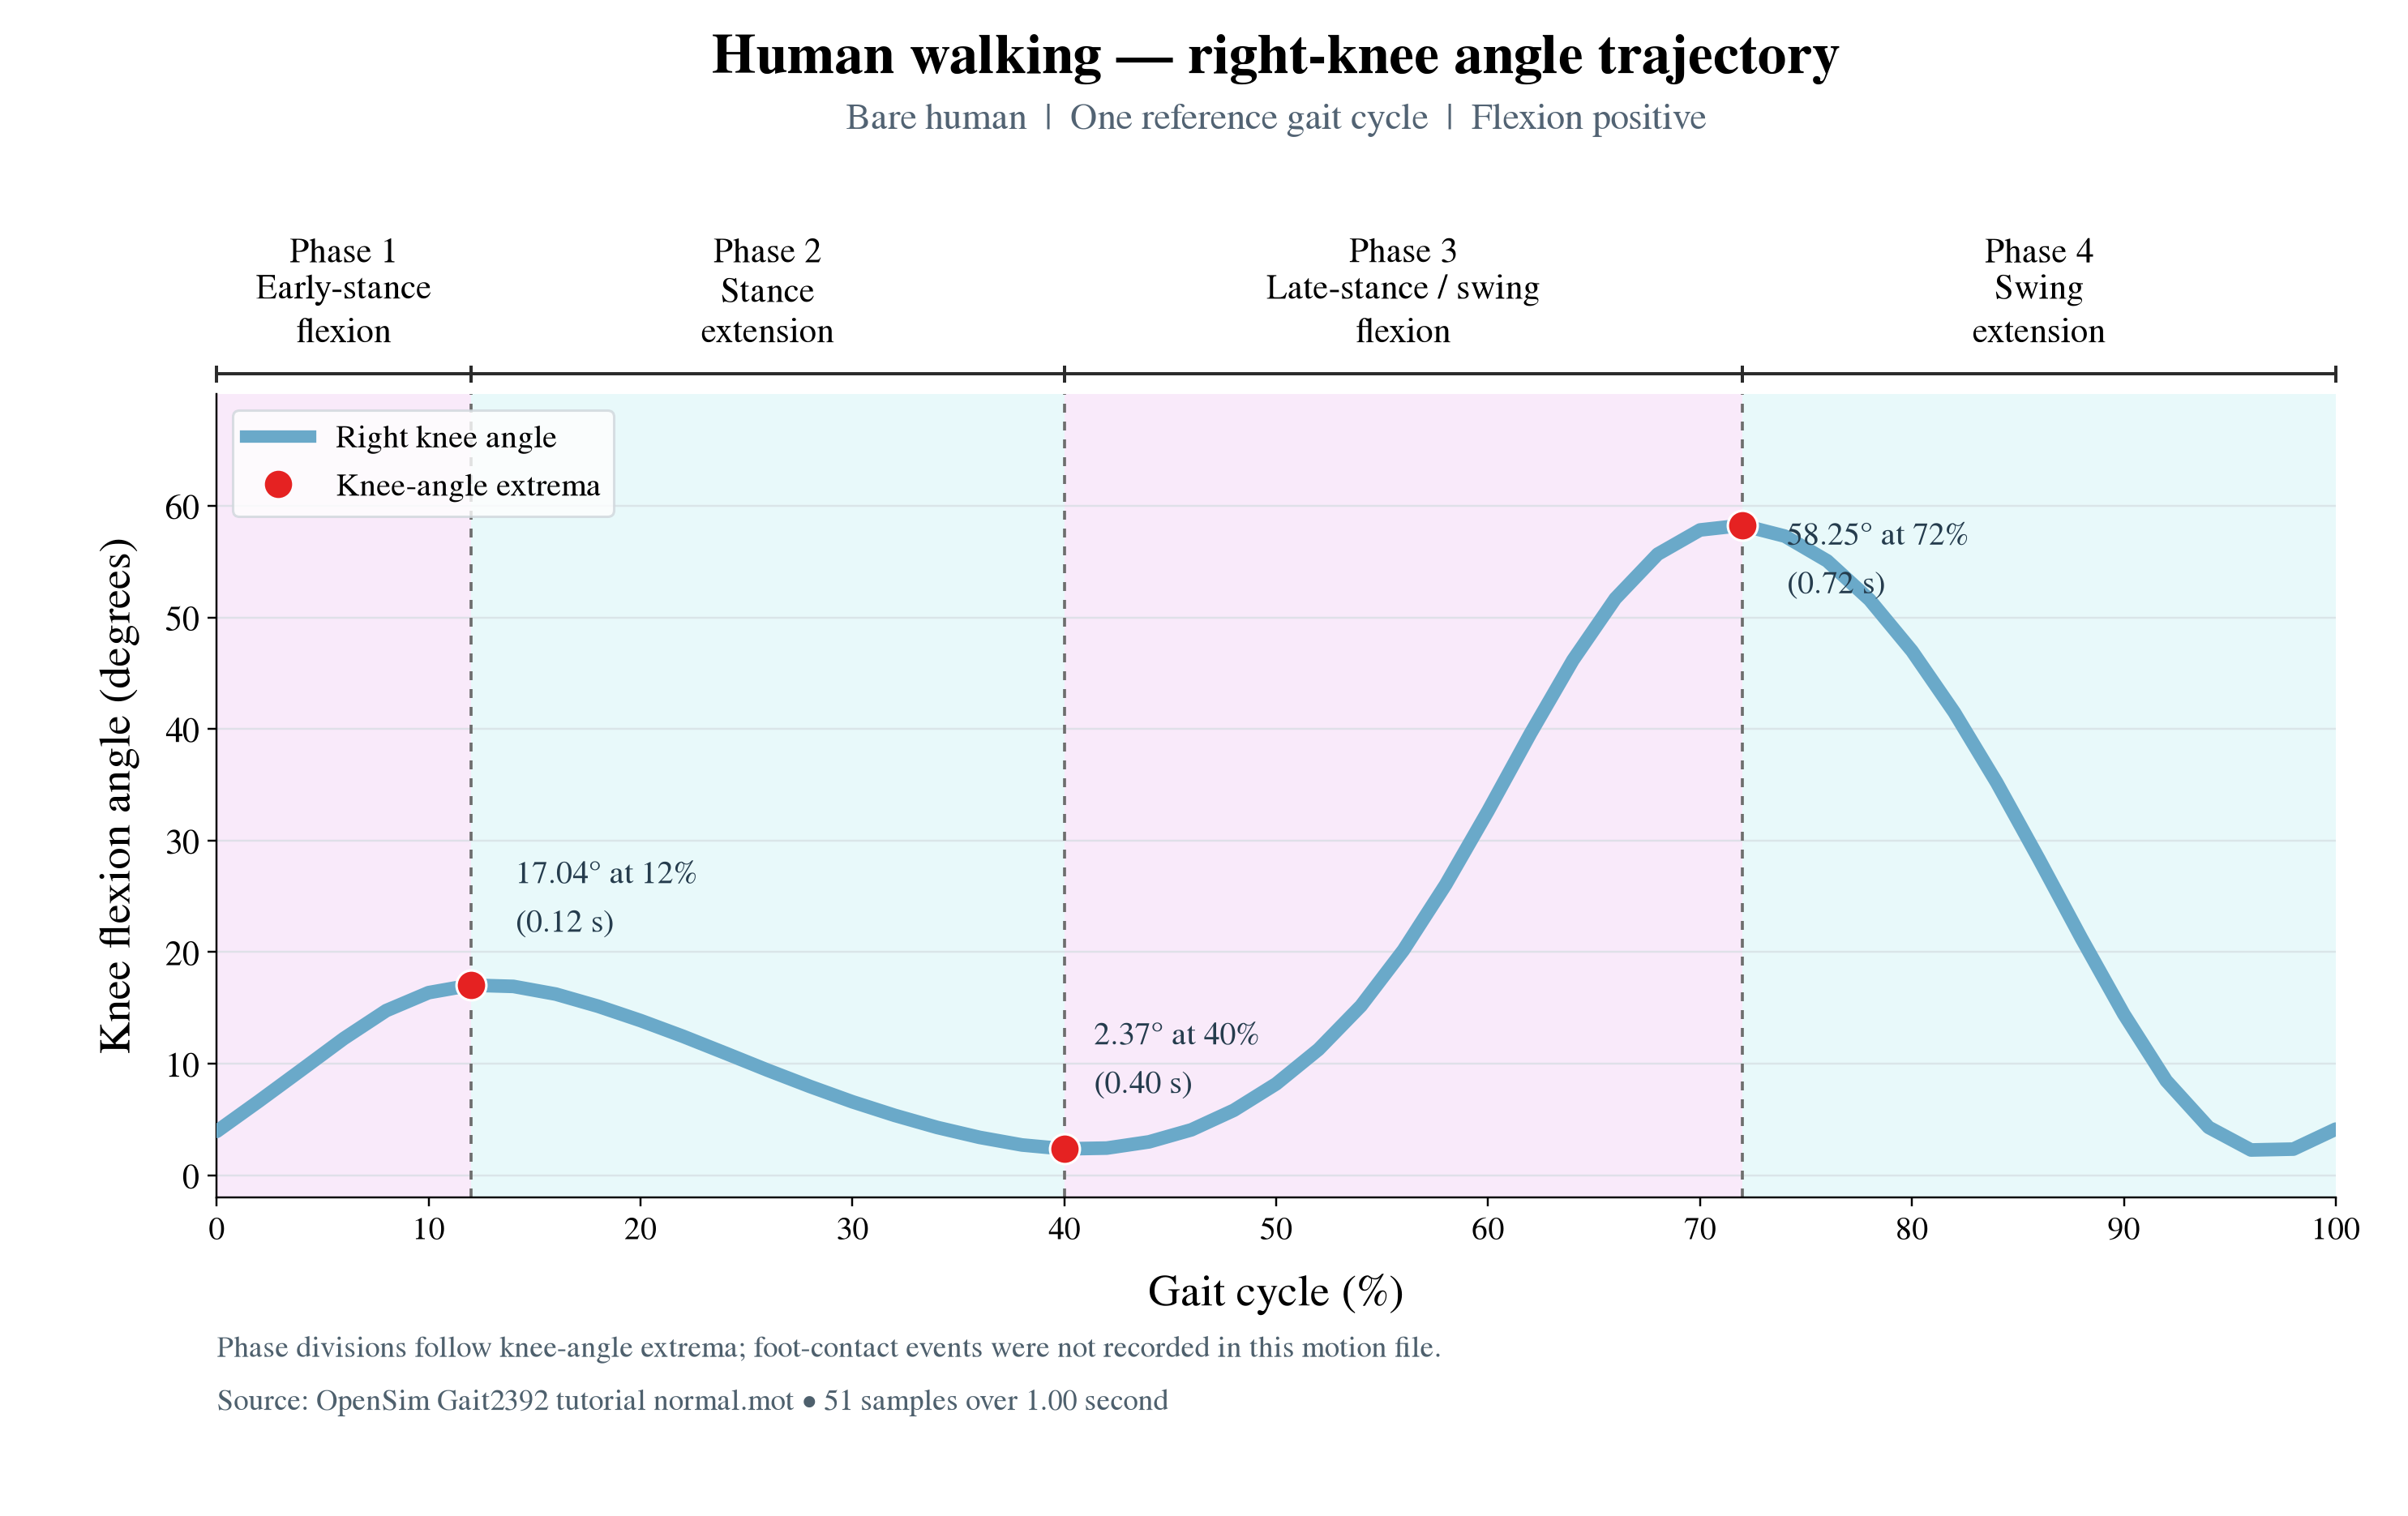 Human walking — right-knee angle trajectory
Bare human | One reference gait cycle | Flexion positive
Phase 1
Early-stance
flexion
Phase 2
Stance
extension
Phase 3
Late-stance / swing
flexion
Phase 4
Swing
extension
Right knee angle
Knee-angle extrema
Knee flexion angle (degrees)
60
50
40
30
20
10
0
58.25° at 72%
(0.72 s)
17.04° at 12%
(0.12 s)
2.37° at 40%
(0.40 s)
0 10 20 30 40 50 60 70 80 90 100
Gait cycle (%)
Phase divisions follow knee-angle extrema; foot-contact events were not recorded in this motion file.
Source: OpenSim Gait2392 tutorial normal.mot • 51 samples over 1.00 second